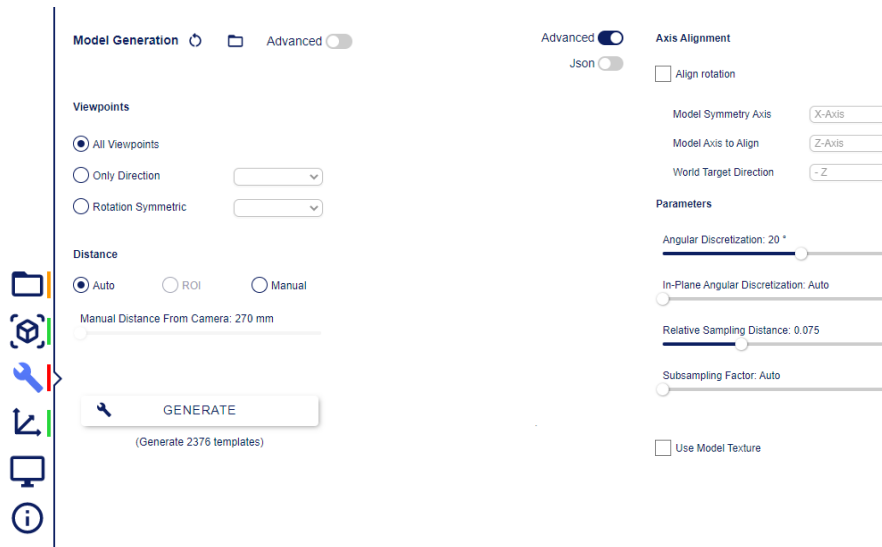 Model Generation
Advanced
Viewpoints
All Viewpoints
Only Direction
Rotation Symmetric
Distance
Auto
ROI
Manual
Manual Distance From Camera: 270 mm
GENERATE
(Generate 2376 templates)
Advanced
Json
Axis Alignment
Align rotation
Model Symmetry Axis
X-Axis
Model Axis to Align
Z-Axis
World Target Direction
- Z
Parameters
Angular Discretization: 20 °
In-Plane Angular Discretization: Auto
Relative Sampling Distance: 0.075
Subsampling Factor: Auto
Use Model Texture